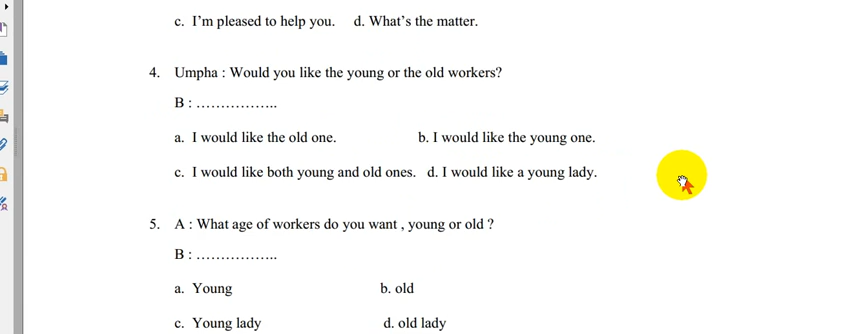 c. I’m pleased to help you. d. What’s the matter.
4. Umpha : Would you like the young or the old workers?
B : ……………..
a. I would like the old one. b. I would like the young one.
c. I would like both young and old ones. d. I would like a young lady.
5. A : What age of workers do you want , young or old ?
B : ……………..
a. Young b. old
c. Young lady d. old lady